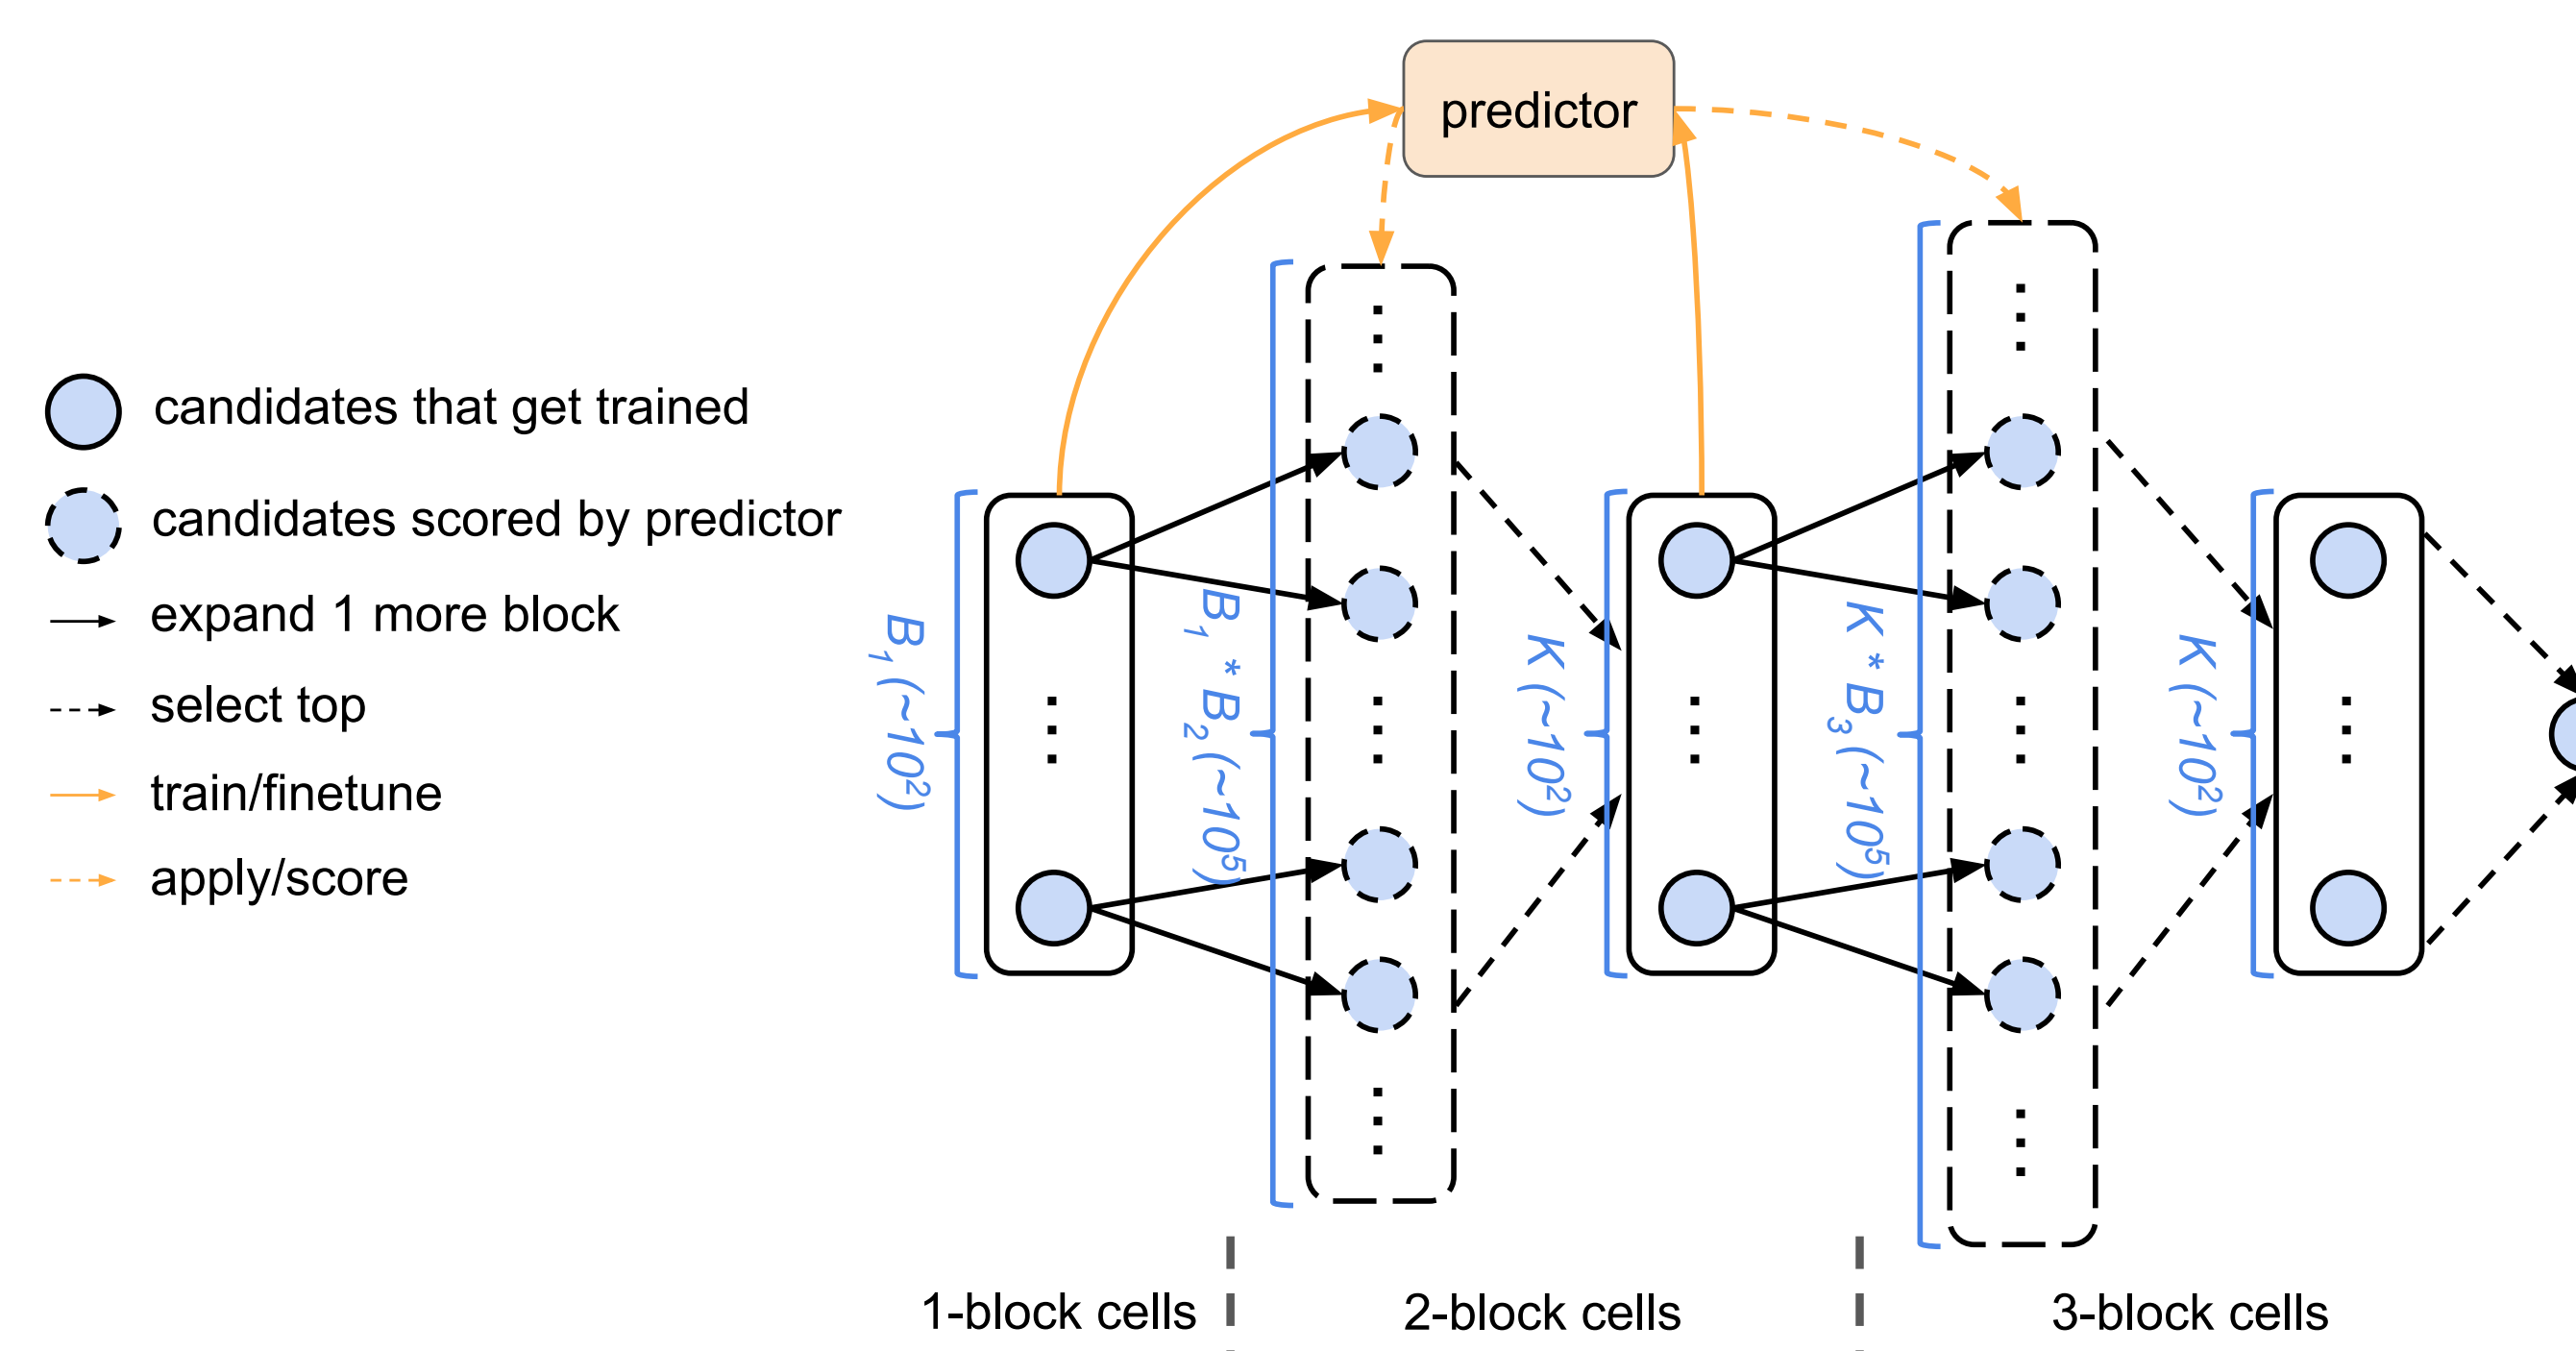 predictor
candidates that get trained
candidates scored by predictor
expand 1 more block
select top
train/finetune
apply/score
B₁ (~10²)
B₁ * B₂ (~10⁵)
K (~10²)
K * B₃ (~10⁵)
K (~10²)
1-block cells
2-block cells
3-block cells